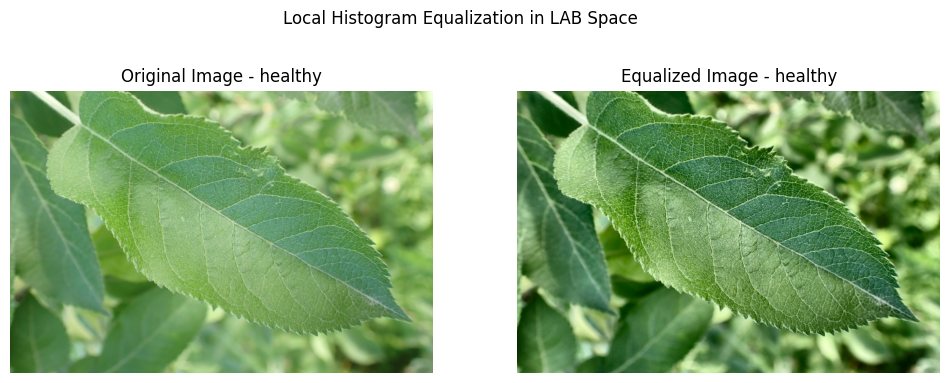 Local Histogram Equalization in LAB Space
Original Image - healthy
Equalized Image - healthy